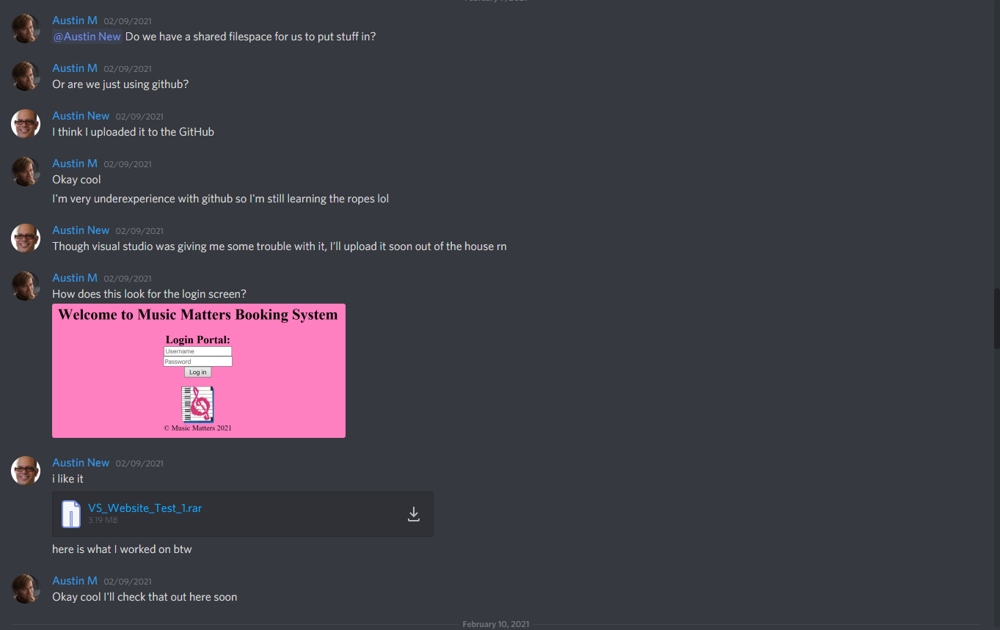 Austin M 02/09/2021
@Austin New Do we have a shared filespace for us to put stuff in?
Austin M 02/09/2021
Or are we just using github?
Austin New 02/09/2021
I think I uploaded it to the GitHub
Austin M 02/09/2021
Okay cool
I'm very underexperience with github so I'm still learning the ropes lol
Austin New 02/09/2021
Though visual studio was giving me some trouble with it, I'll upload it soon out of the house rn
Austin M 02/09/2021
How does this look for the login screen?
Welcome to Music Matters Booking System
Login Portal:
Username
Password
Log in
© Music Matters 2021
Austin New 02/09/2021
i like it
VS_Website_Test_1.rar
3.19 MB
here is what I worked on btw
Austin M 02/09/2021
Okay cool I'll check that out here soon
February 10, 2021